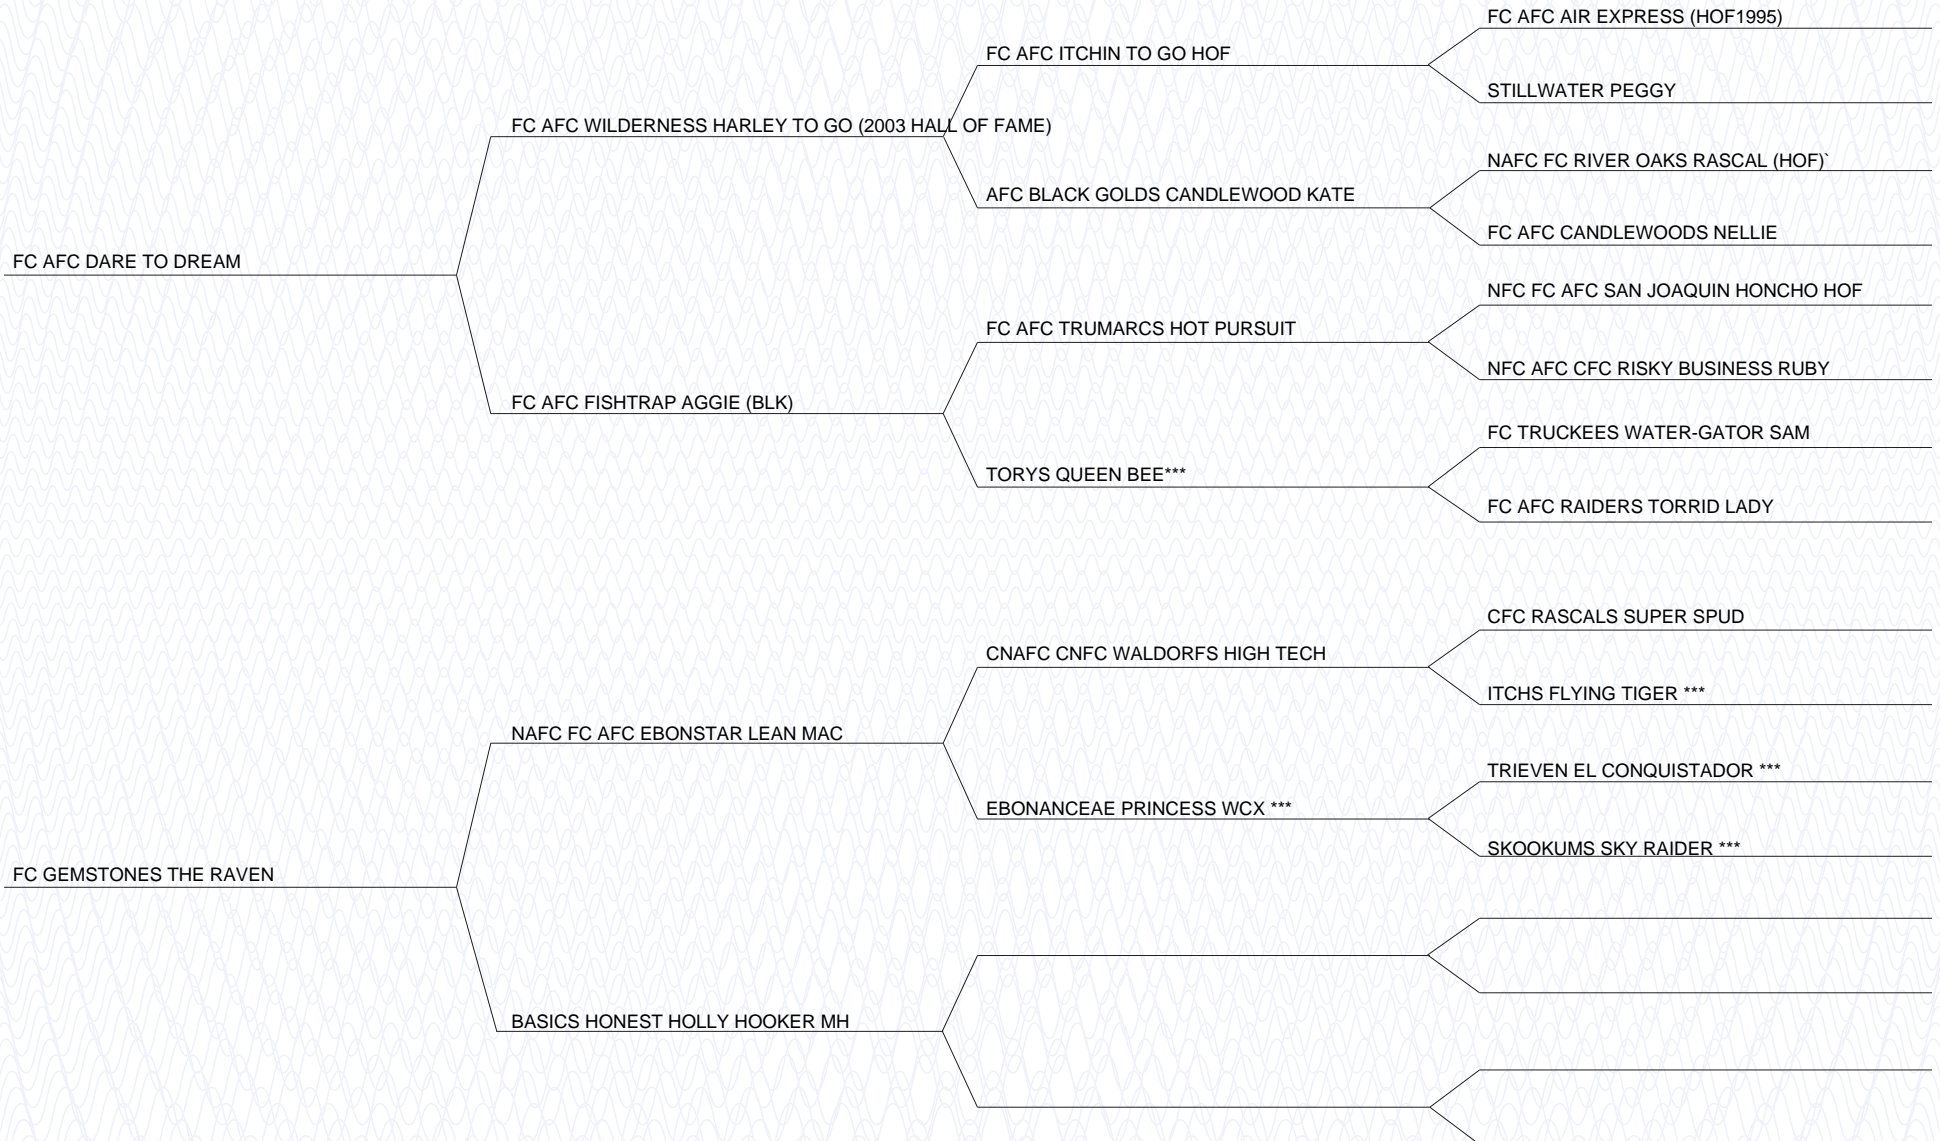 FC AFC AIR EXPRESS (HOF1995)
FC AFC ITCHIN TO GO HOF
STILLWATER PEGGY
FC AFC WILDERNESS HARLEY TO GO (2003 HALL OF FAME)
NAFC FC RIVER OAKS RASCAL (HOF)`
AFC BLACK GOLDS CANDLEWOOD KATE
FC AFC CANDLEWOODS NELLIE
FC AFC DARE TO DREAM
NFC FC AFC SAN JOAQUIN HONCHO HOF
FC AFC TRUMARCS HOT PURSUIT
NFC AFC CFC RISKY BUSINESS RUBY
FC AFC FISHTRAP AGGIE (BLK)
FC TRUCKEES WATER-GATOR SAM
TORYS QUEEN BEE***
FC AFC RAIDERS TORRID LADY
CFC RASCALS SUPER SPUD
CNAFC CNFC WALDORFS HIGH TECH
ITCHS FLYING TIGER ***
NAFC FC AFC EBONSTAR LEAN MAC
TRIEVEN EL CONQUISTADOR ***
EBONANCEAE PRINCESS WCX ***
SKOOKUMS SKY RAIDER ***
FC GEMSTONES THE RAVEN
BASICS HONEST HOLLY HOOKER MH